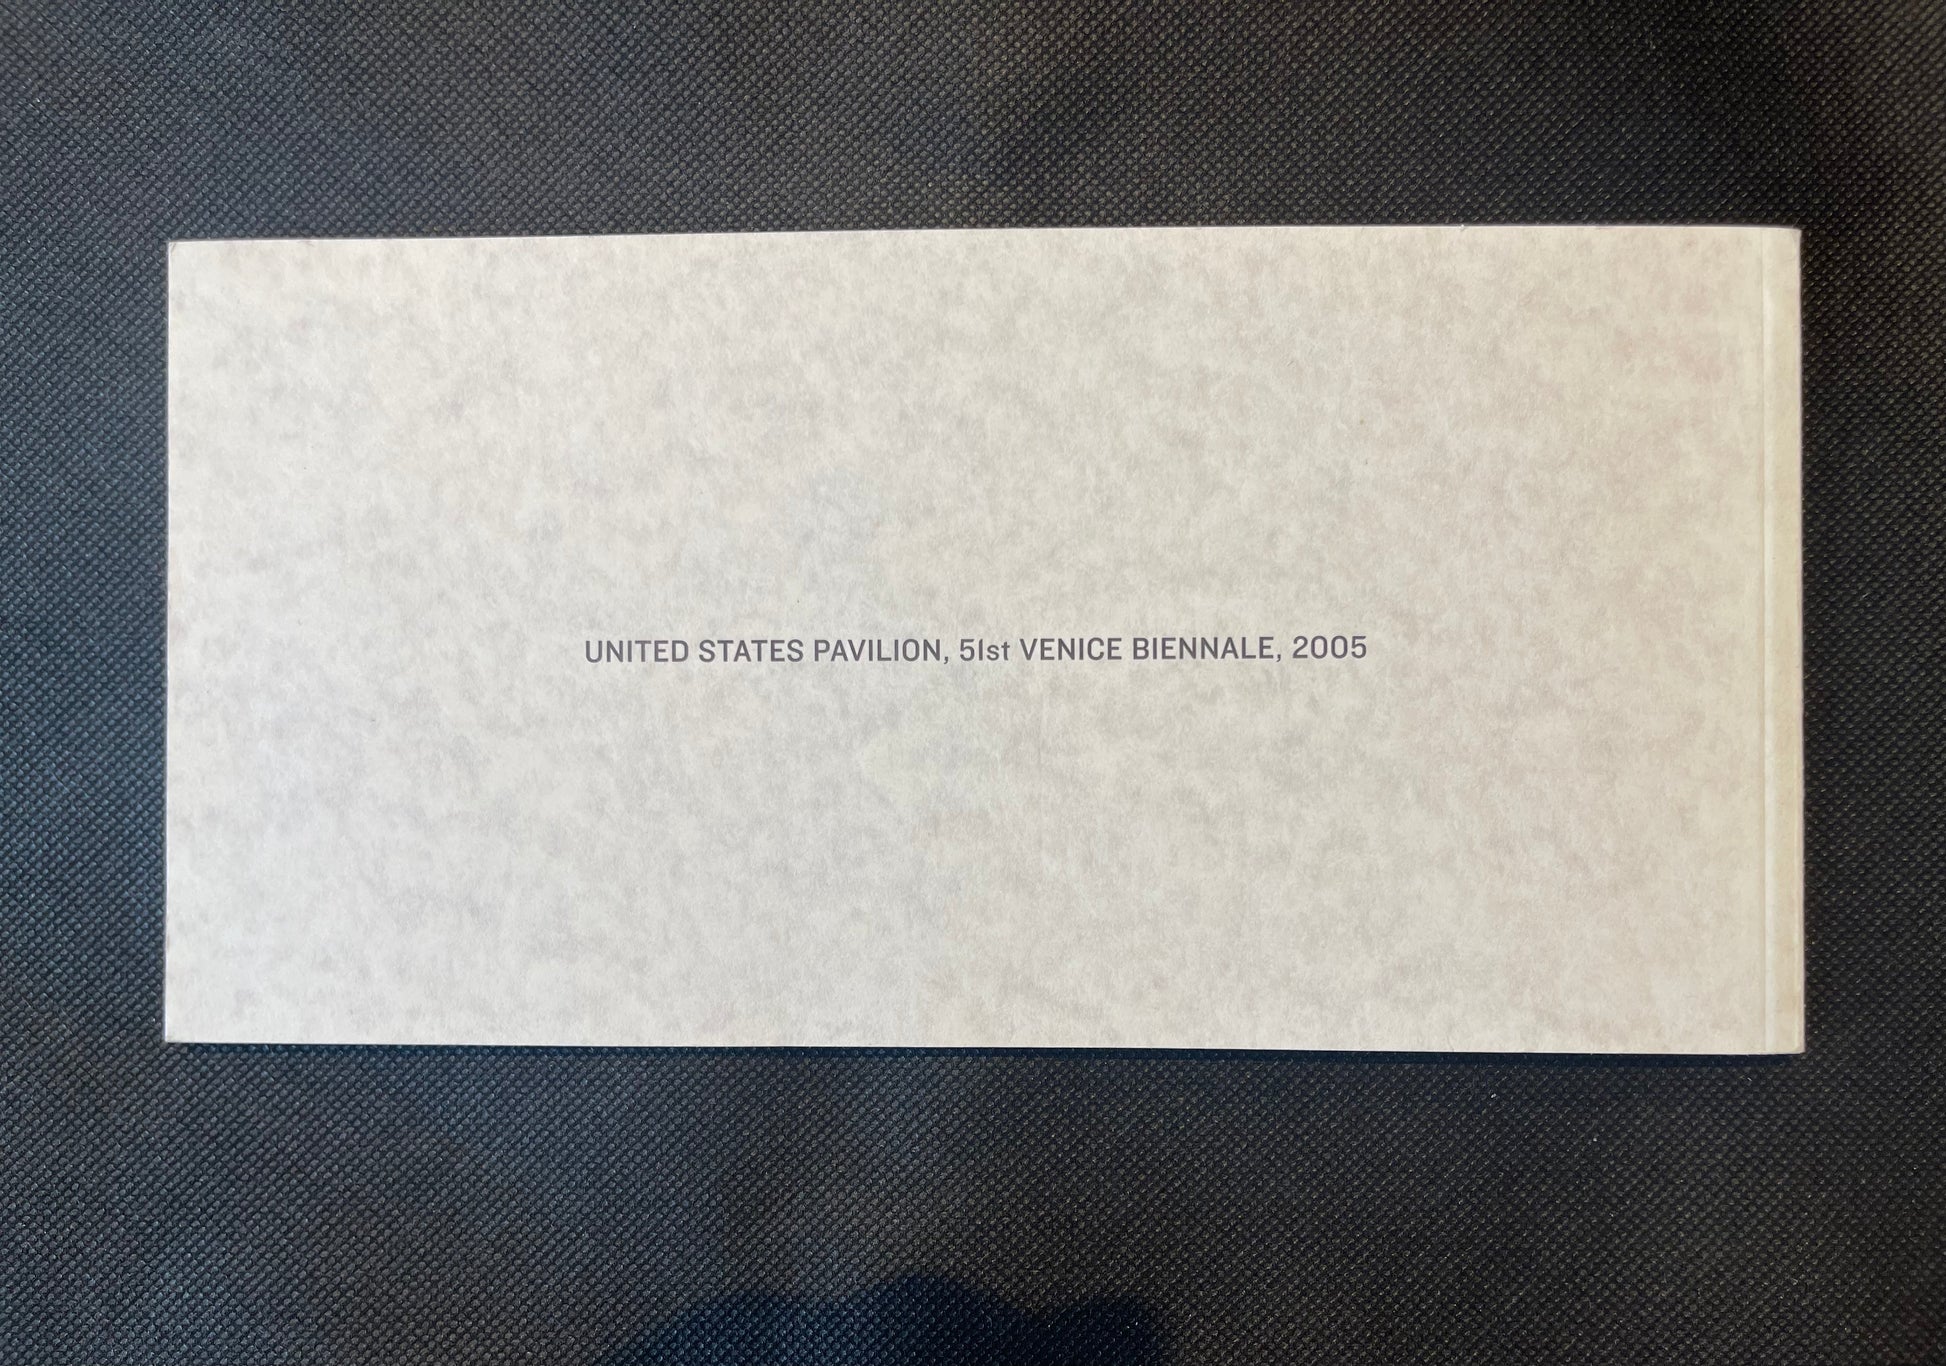 UNITED STATES PAVILION, 51st VENICE BIENNALE, 2005